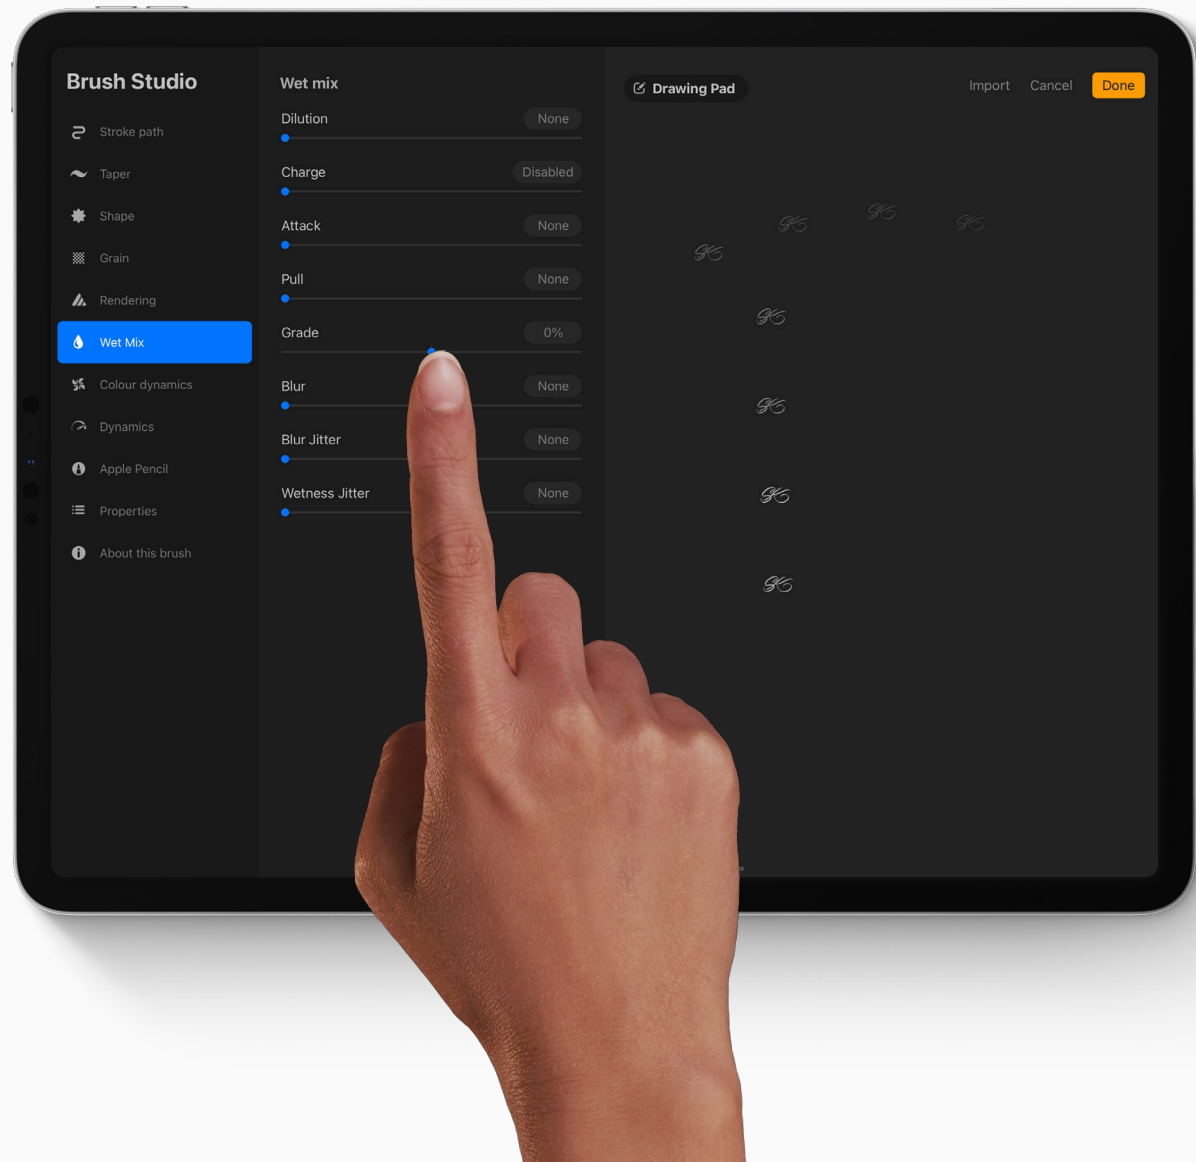 Brush Studio
Stroke path
Taper
Shape
Grain
Rendering
Wet Mix
Colour dynamics
Dynamics
Apple Pencil
Properties
About this brush
Wet mix
Dilution None
Charge Disabled
Attack None
Pull None
Grade 0%
Blur None
Blur Jitter None
Wetness Jitter None
Drawing Pad
Import Cancel Done